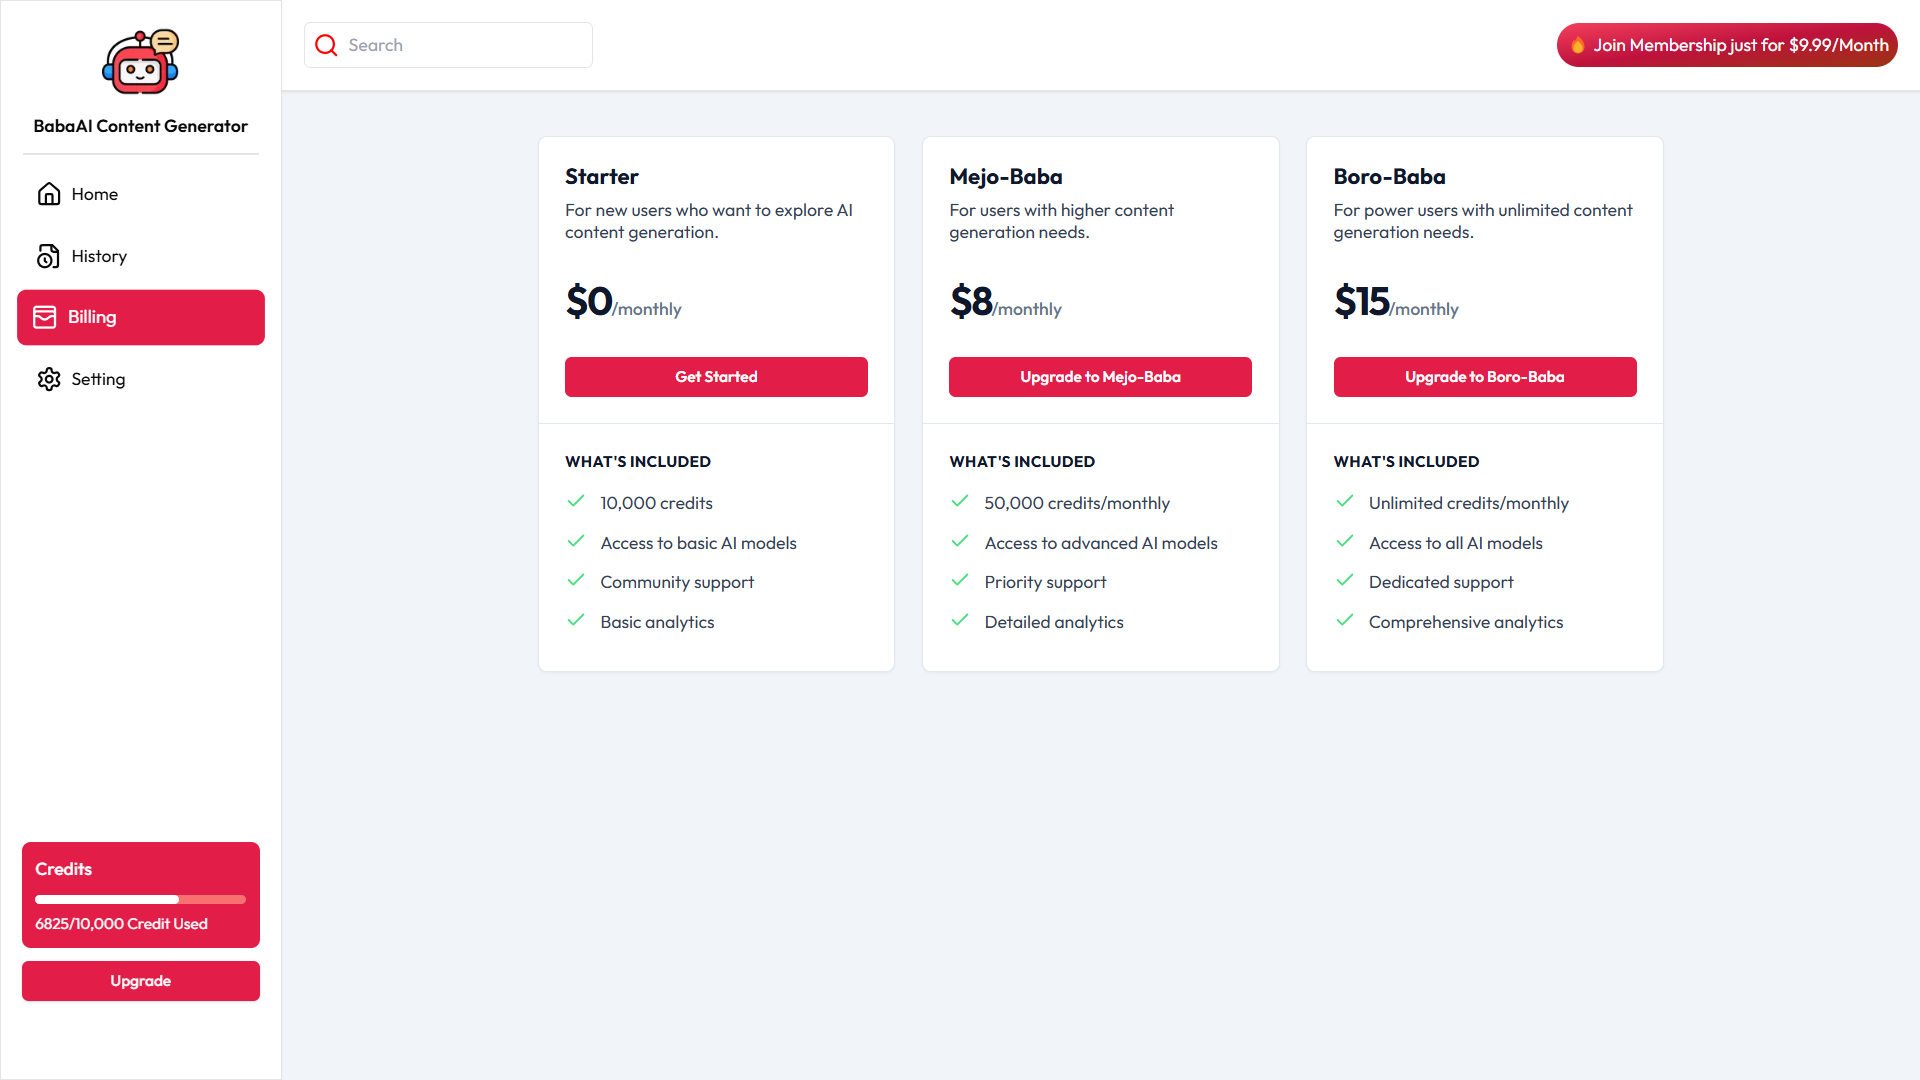 BabaAI Content Generator
Home
History
Billing
Setting
Credits
6825/10,000 Credit Used
Upgrade
Search
Join Membership just for $9.99/Month
Starter
For new users who want to explore AI
content generation.
$0/monthly
Get Started
WHAT'S INCLUDED
10,000 credits
Access to basic AI models
Community support
Basic analytics
Mejo-Baba
For users with higher content
generation needs.
$8/monthly
Upgrade to Mejo-Baba
WHAT'S INCLUDED
50,000 credits/monthly
Access to advanced AI models
Priority support
Detailed analytics
Boro-Baba
For power users with unlimited content
generation needs.
$15/monthly
Upgrade to Boro-Baba
WHAT'S INCLUDED
Unlimited credits/monthly
Access to all AI models
Dedicated support
Comprehensive analytics